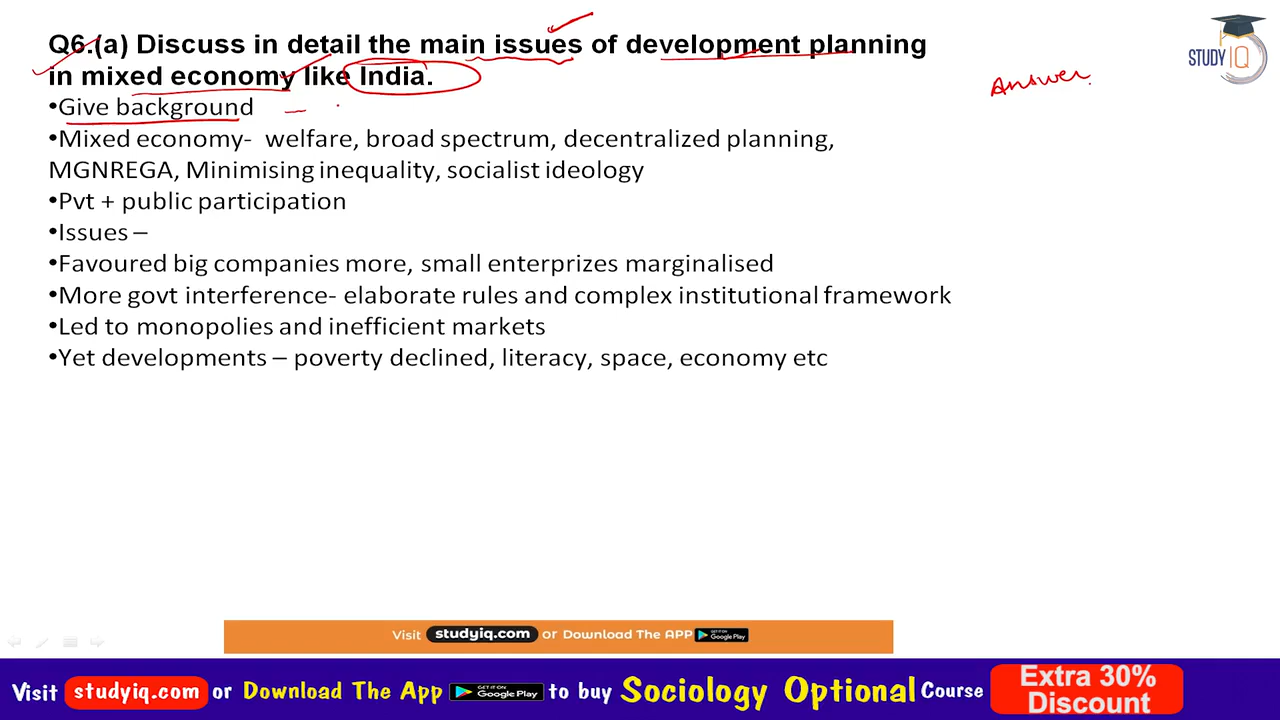 Q6.(a) Discuss in detail the main issues of development planning
in mixed economy like India.
STUDY IQ
Answer
•Give background
•Mixed economy- welfare, broad spectrum, decentralized planning,
MGNREGA, Minimising inequality, socialist ideology
•Pvt + public participation
•Issues –
•Favoured big companies more, small enterprizes marginalised
•More govt interference- elaborate rules and complex institutional framework
•Led to monopolies and inefficient markets
•Yet developments – poverty declined, literacy, space, economy etc
Visit studyiq.com or Download The APP GET IT ON Google Play
Visit studyiq.com or Download The App GET IT ON Google Play to buy Sociology Optional Course
Extra 30%
Discount